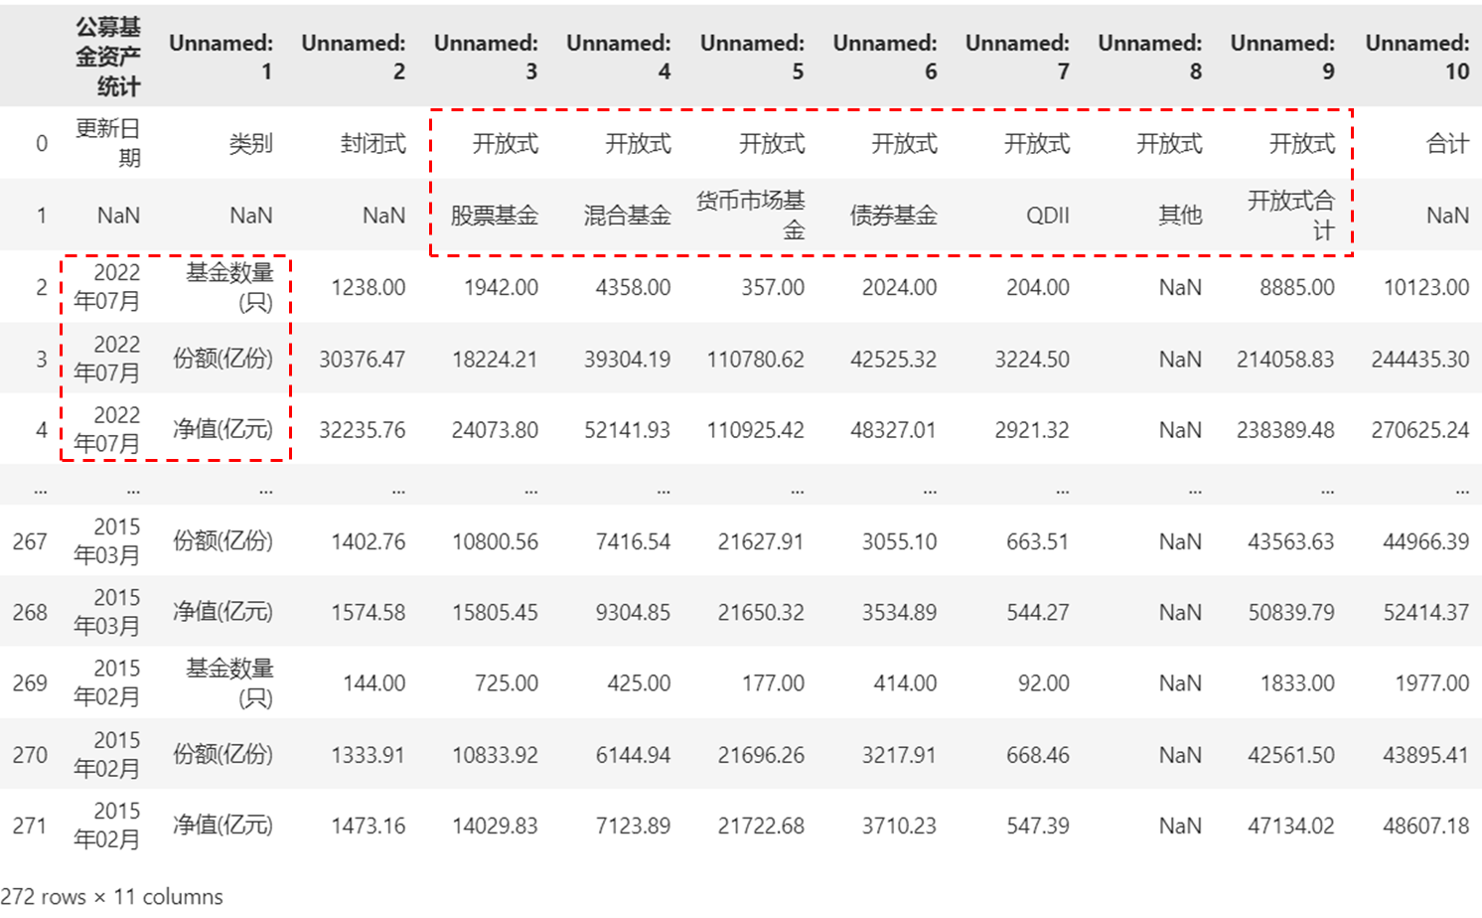 公募基金资产统计 Unnamed: 1 Unnamed: 2 Unnamed: 3 Unnamed: 4 Unnamed: 5 Unnamed: 6 Unnamed: 7 Unnamed: 8 Unnamed: 9 Unnamed: 10
0 更新日期 类别 封闭式 开放式 开放式 开放式 开放式 开放式 开放式 开放式 合计
1 NaN NaN NaN 股票基金 混合基金 货币市场基金 债券基金 QDII 其他 开放式合计 NaN
2 2022年07月 基金数量(只) 1238.00 1942.00 4358.00 357.00 2024.00 204.00 NaN 8885.00 10123.00
3 2022年07月 份额(亿份) 30376.47 18224.21 39304.19 110780.62 42525.32 3224.50 NaN 214058.83 244435.30
4 2022年07月 净值(亿元) 32235.76 24073.80 52141.93 110925.42 48327.01 2921.32 NaN 238389.48 270625.24
... ... ... ... ... ... ... ... ... ... ... ...
267 2015年03月 份额(亿份) 1402.76 10800.56 7416.54 21627.91 3055.10 663.51 NaN 43563.63 44966.39
268 2015年03月 净值(亿元) 1574.58 15805.45 9304.85 21650.32 3534.89 544.27 NaN 50839.79 52414.37
269 2015年02月 基金数量(只) 144.00 725.00 425.00 177.00 414.00 92.00 NaN 1833.00 1977.00
270 2015年02月 份额(亿份) 1333.91 10833.92 6144.94 21696.26 3217.91 668.46 NaN 42561.50 43895.41
271 2015年02月 净值(亿元) 1473.16 14029.83 7123.89 21722.68 3710.23 547.39 NaN 47134.02 48607.18
272 rows × 11 columns